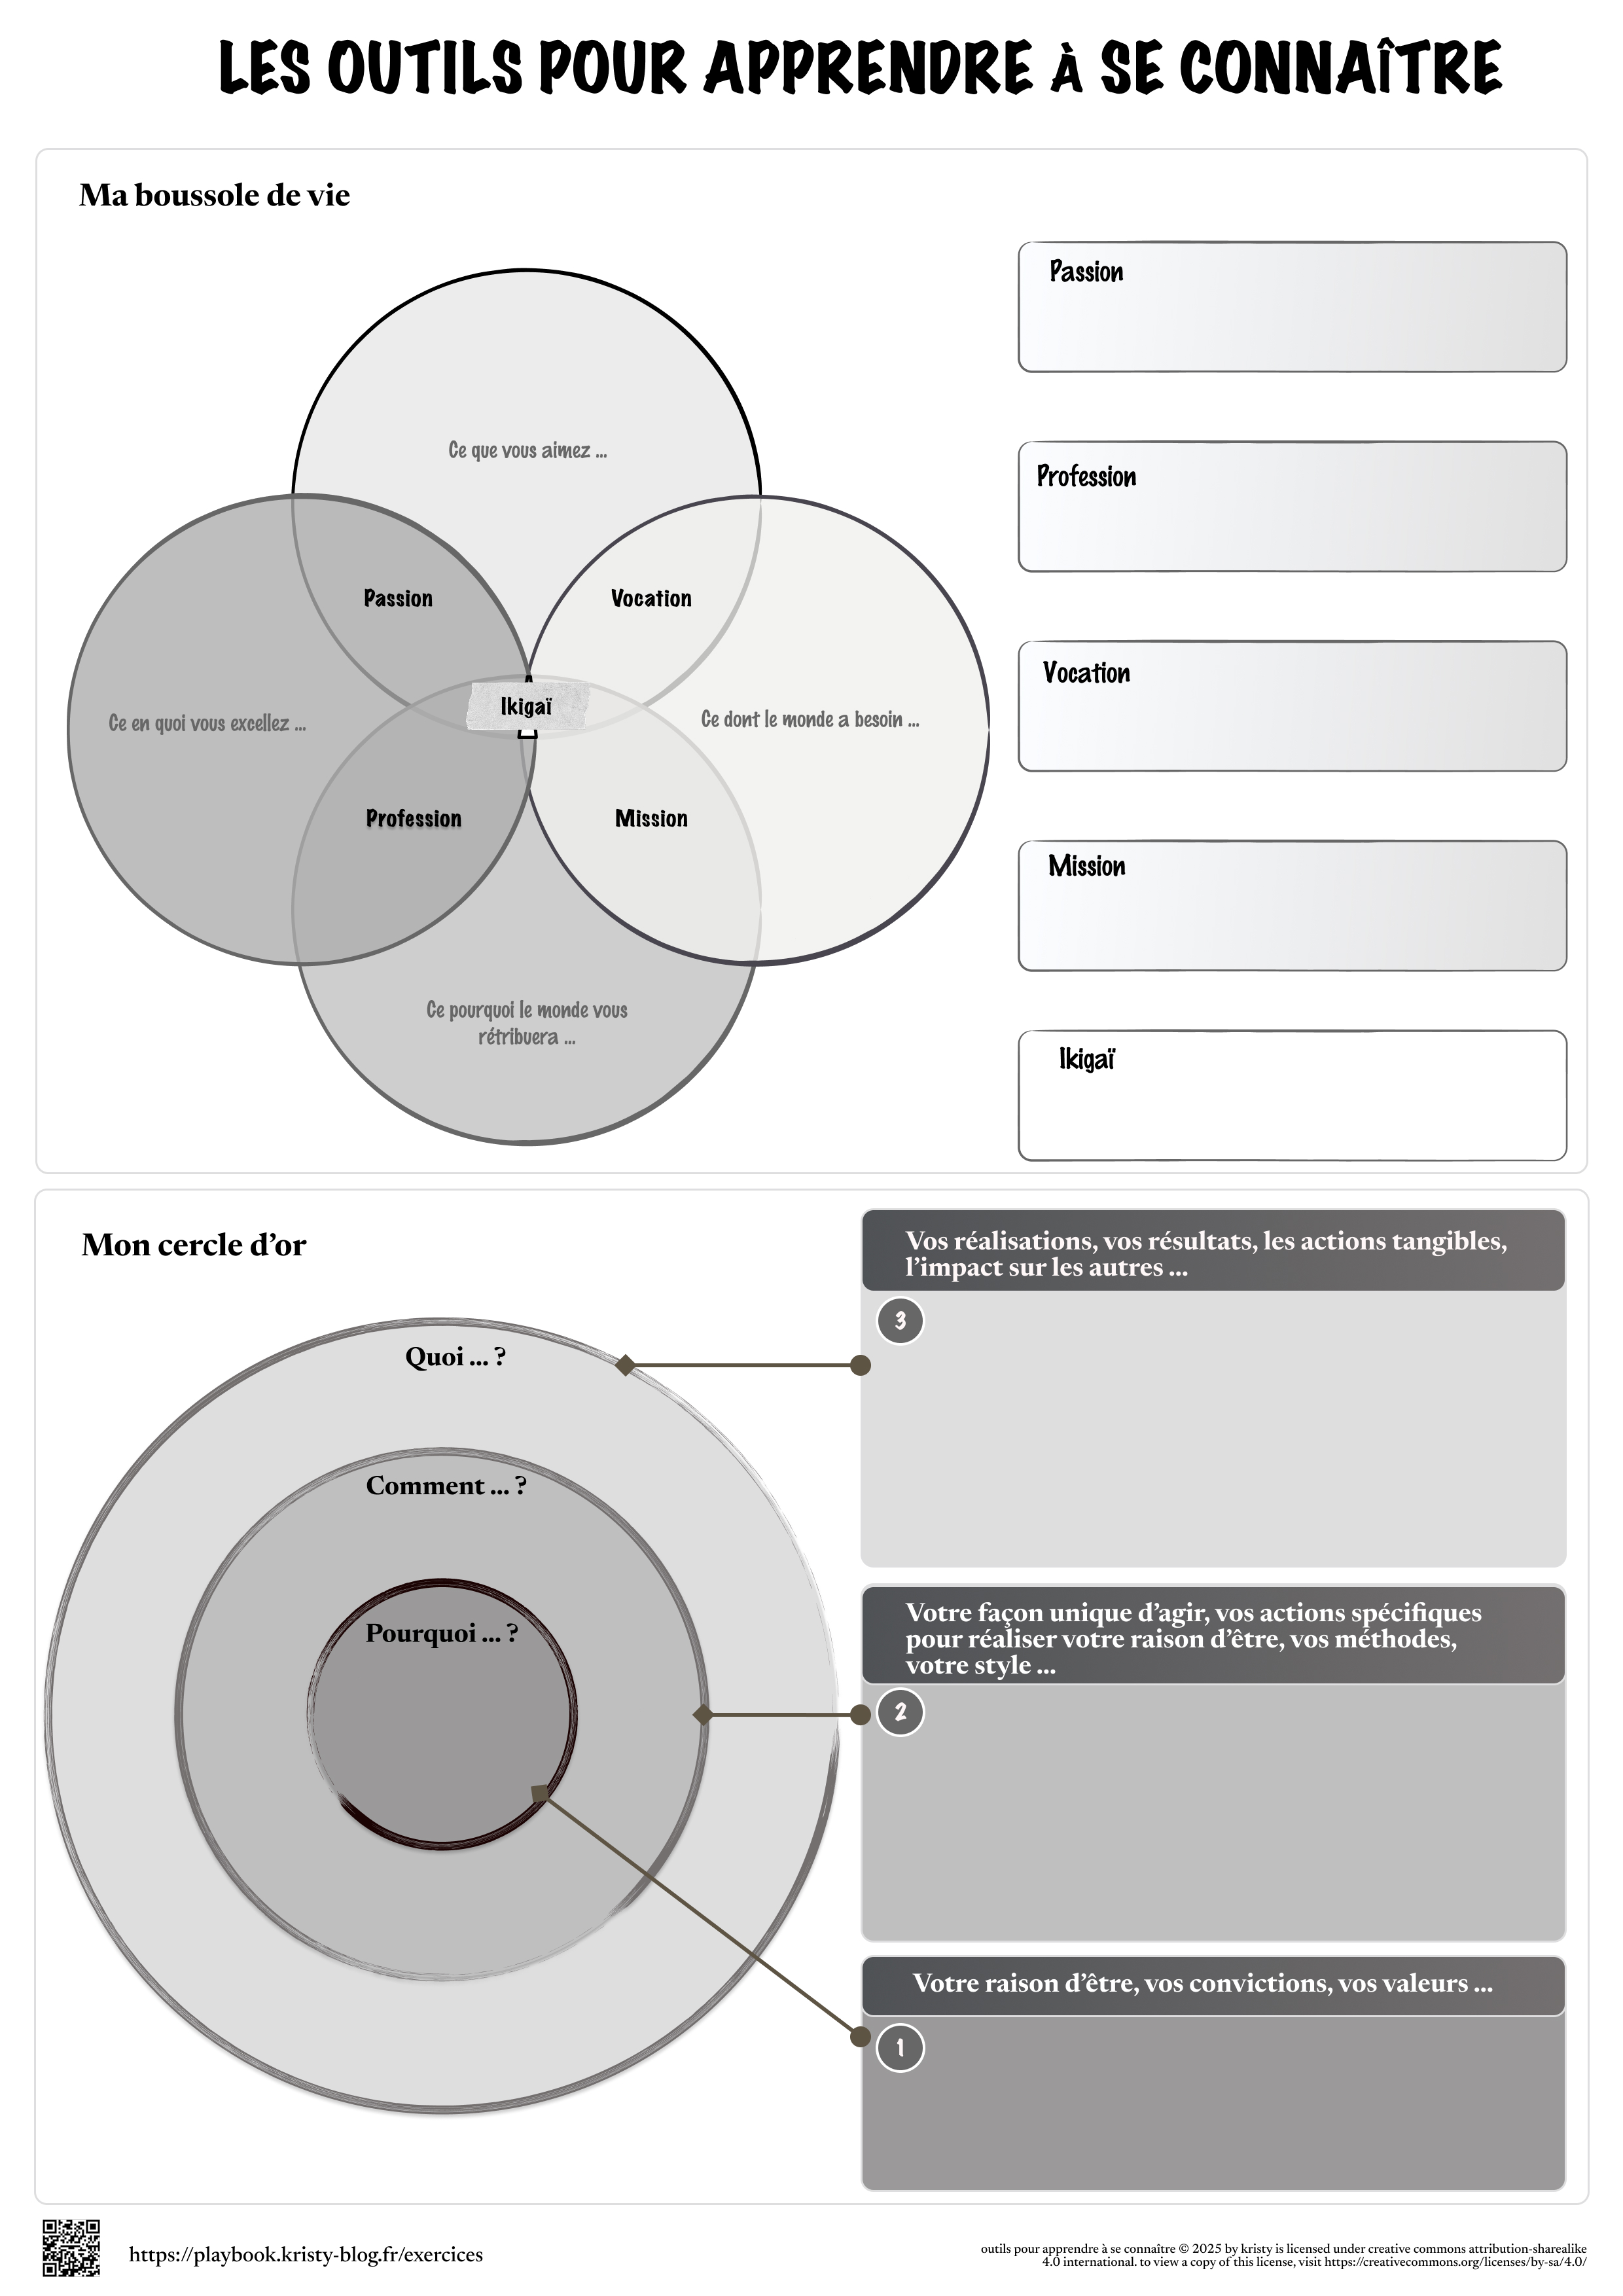 LES OUTILS POUR APPRENDRE À SE CONNAÎTRE
Ma boussole de vie
Ce que vous aimez ...
Passion
Vocation
Ikigaï
Ce en quoi vous excellez ...
Ce dont le monde a besoin ...
Profession
Mission
Ce pourquoi le monde vous
rétribuera ...
Passion
Profession
Vocation
Mission
Ikigaï
Mon cercle d’or
Quoi ... ?
Comment ... ?
Pourquoi ... ?
Vos réalisations, vos résultats, les actions tangibles,
l’impact sur les autres ...
3
Votre façon unique d’agir, vos actions spécifiques
pour réaliser votre raison d’être, vos méthodes,
votre style ...
2
Votre raison d’être, vos convictions, vos valeurs ...
1
https://playbook.kristy-blog.fr/exercices
outils pour apprendre à se connaître © 2025 by kristy is licensed under creative commons attribution-sharealike
4.0 international. to view a copy of this license, visit https://creativecommons.org/licenses/by-sa/4.0/